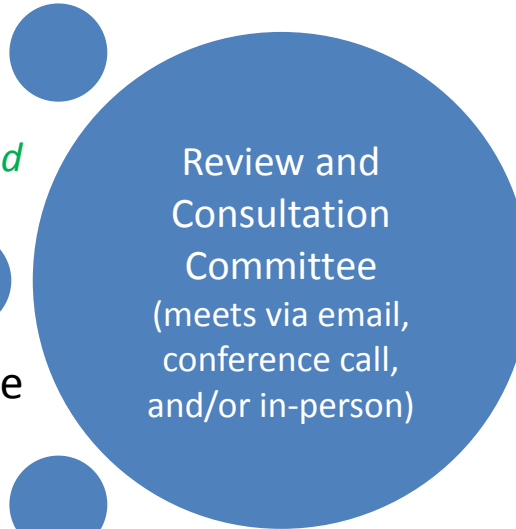 d
Review and
Consultation
Committee
(meets via email,
conference call,
and/or in-person)
e